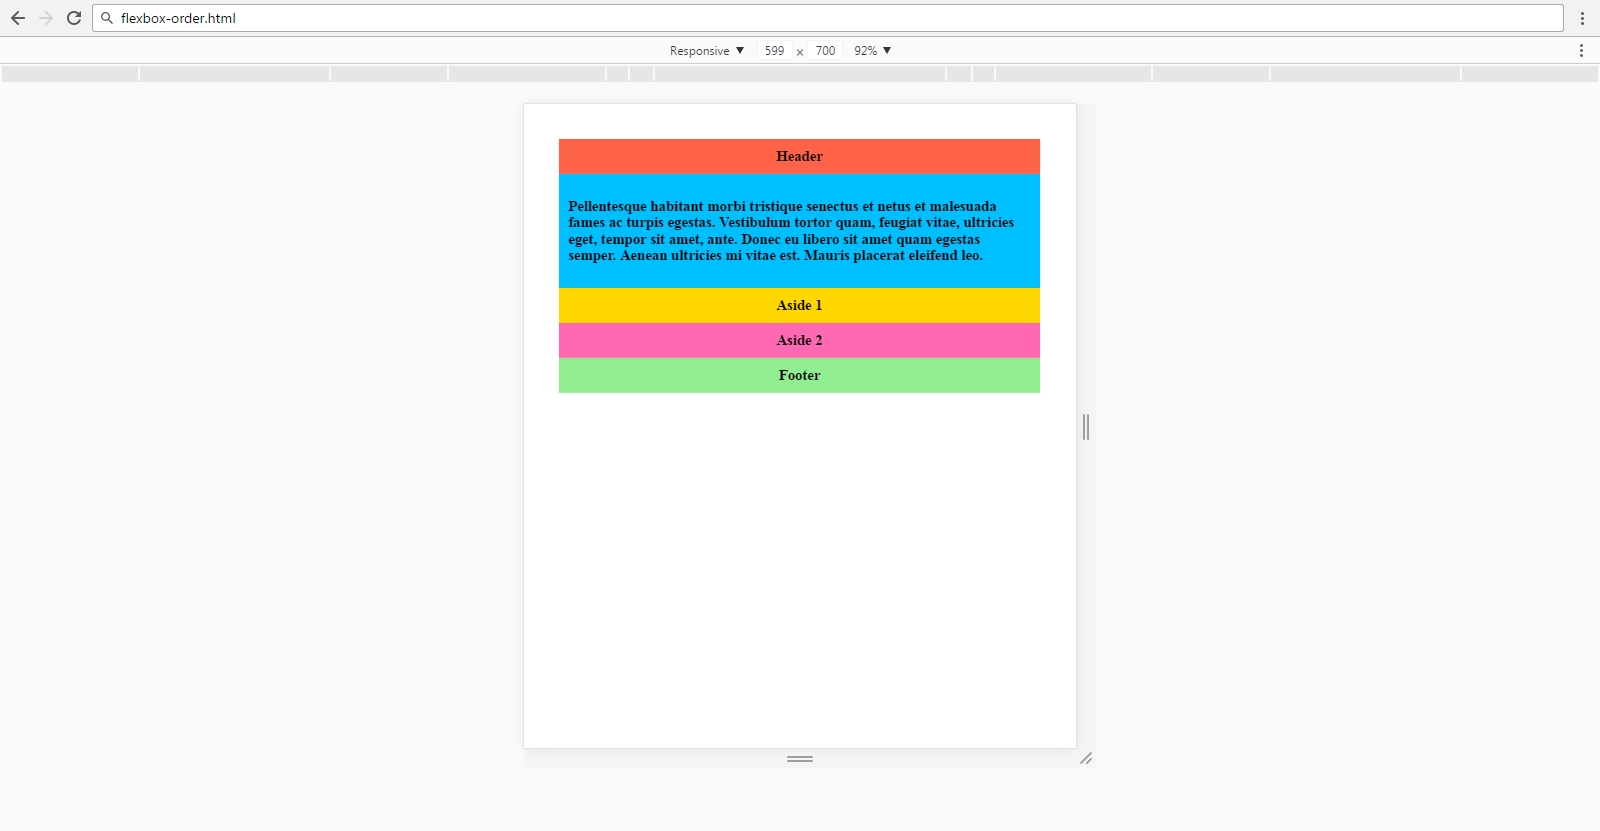 flexbox-order.html
Responsive ▼ 599 × 700 92% ▼
Header
Pellentesque habitant morbi tristique senectus et netus et malesuada
fames ac turpis egestas. Vestibulum tortor quam, feugiat vitae, ultricies
eget, tempor sit amet, ante. Donec eu libero sit amet quam egestas
semper. Aenean ultricies mi vitae est. Mauris placerat eleifend leo.
Aside 1
Aside 2
Footer